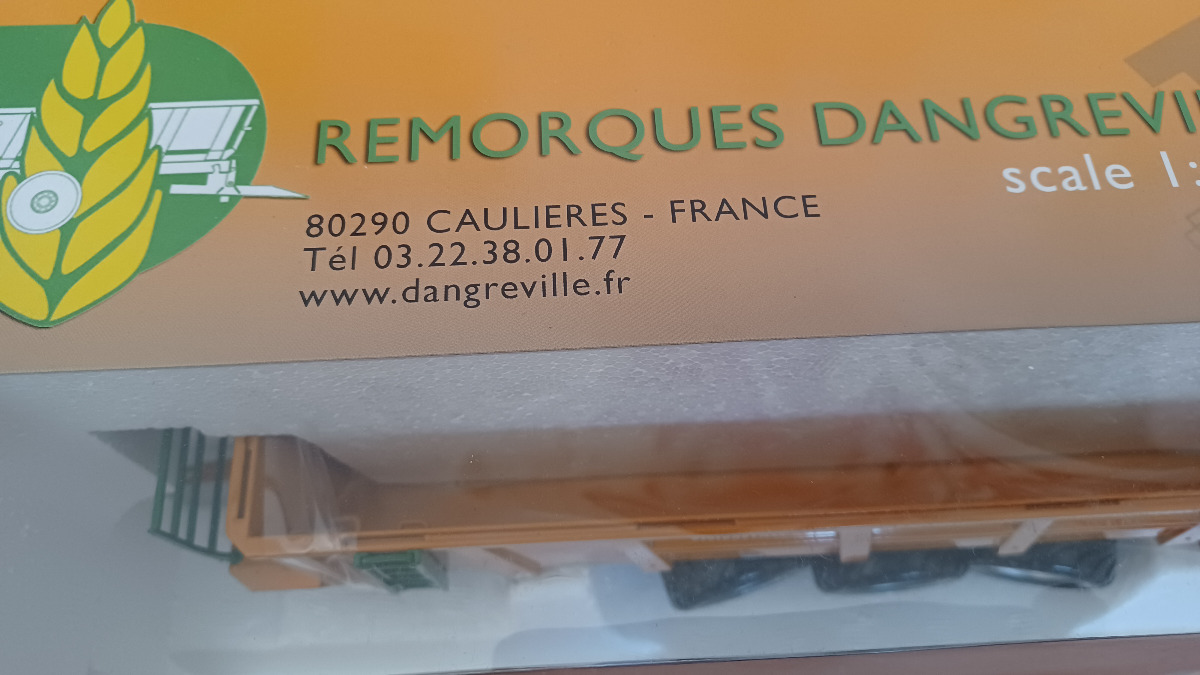 REMORQUES DANGREVI
scale 1:
80290 CAULIERES - FRANCE
Tél 03.22.38.01.77
www.dangreville.fr